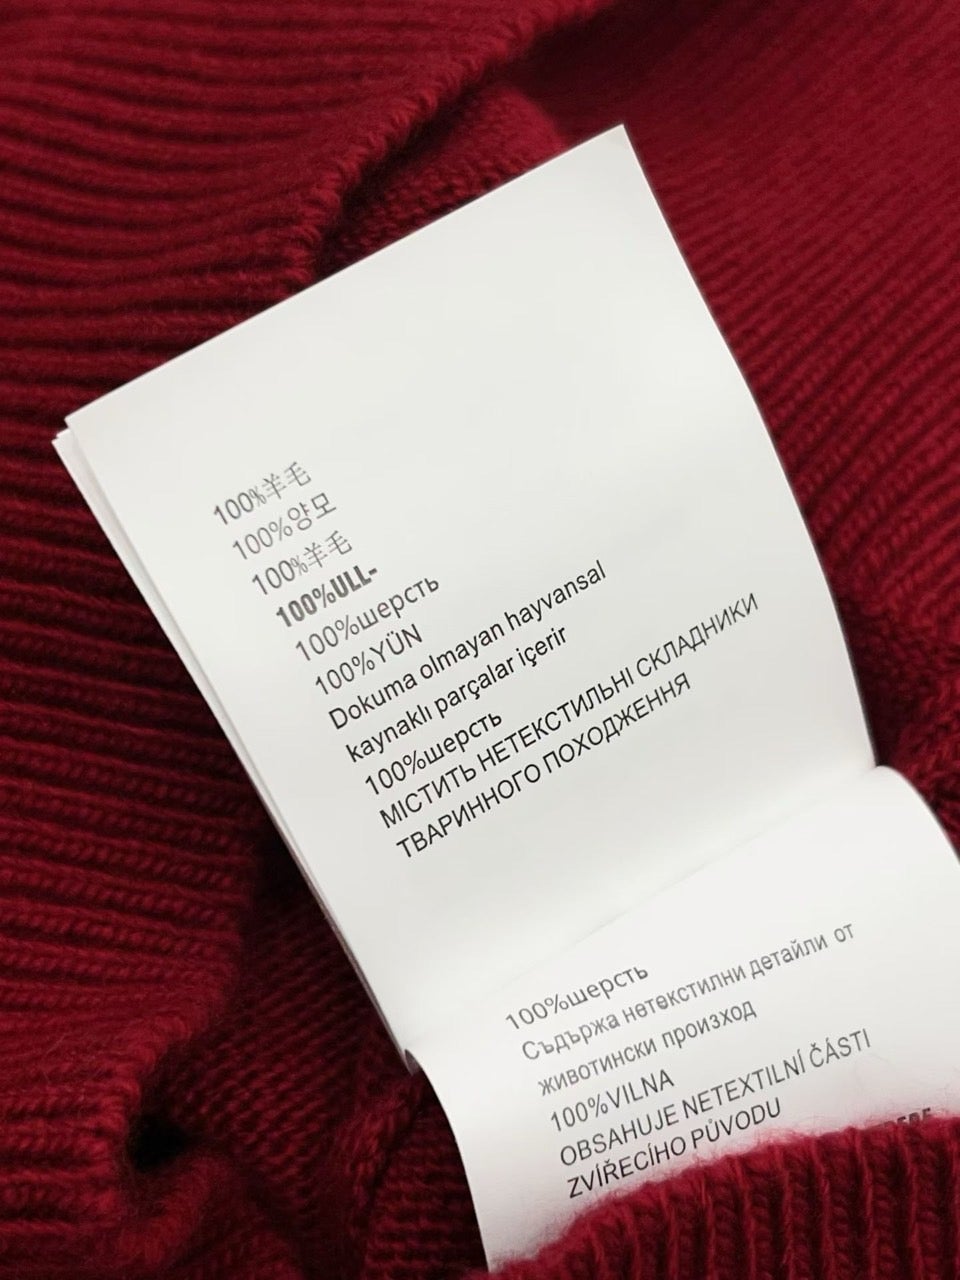 100%羊毛
100%양모
100%羊毛
100%ULL-
100%шерсть
100%YÜN
Dokuma olmayan hayvansal
kaynaklı parçalar içerir
100%шерсть
МІСТИТЬ НЕТЕКСТИЛЬНІ СКЛАДНИКИ
ТВАРИННОГО ПОХОДЖЕННЯ
100%шерсть
Съдържа нетекстилни детайли от
животински произход
100%VILNA
OBSAHUJE NETEXTILNÍ ČÁSTI
ZVÍŘECÍHO PŮVODU